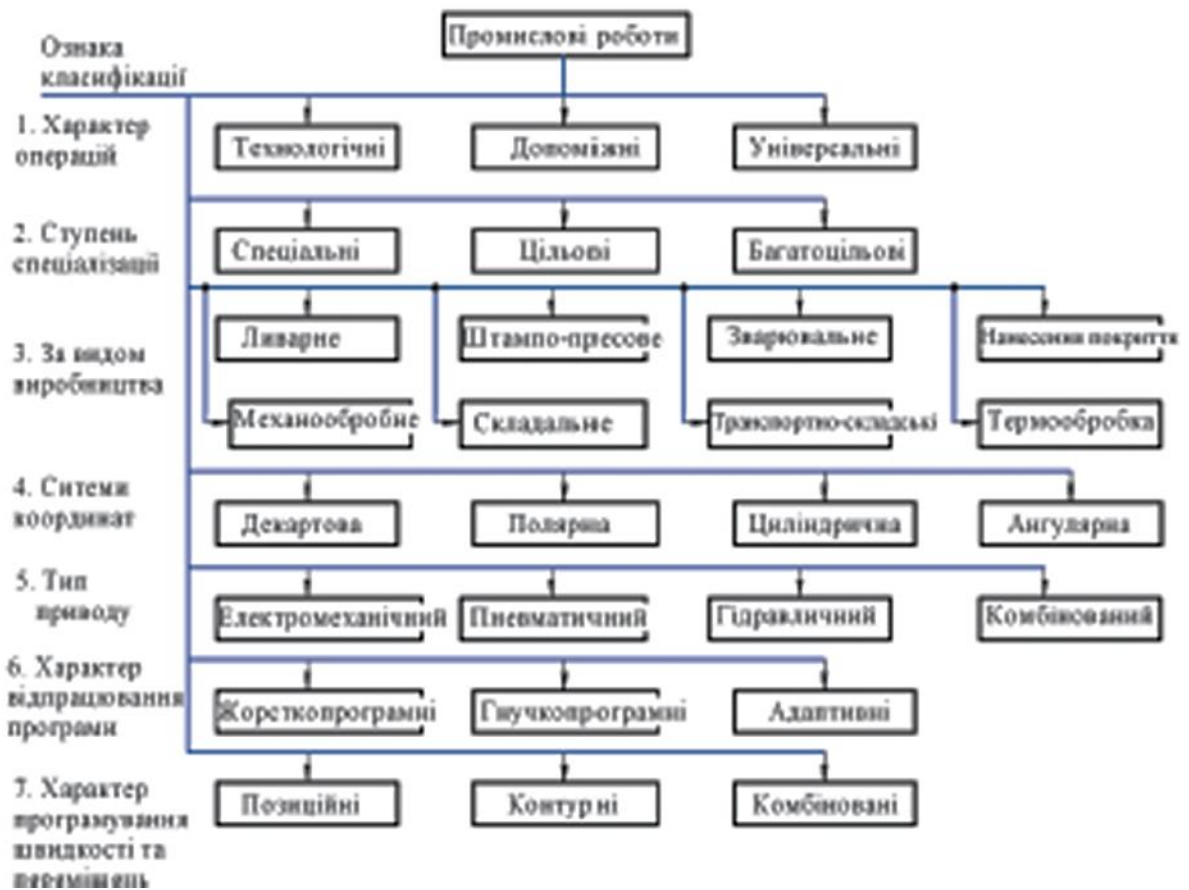 Промислові роботи
Ознака
класифікації
1. Характер
операцій
Технологічні
Допоміжні
Універсальні
2. Ступень
спеціалізації
Спеціальні
Цільові
Багатоцільові
3. За видом
виробництва
Ливарне
Штампо-пресове
Зварювальне
Нанесення покриття
Механообробне
Складальне
Транспортно-складські
Термообробка
4. Ситеми
координат
Декартова
Полярна
Циліндрична
Ангулярна
5. Тип
приводу
Електромеханічний
Пневматичний
Гідравличний
Комбінований
6. Характер
відпрацювання
програми
Жорсткопрограмні
Гнучкопрограмні
Адаптивні
7. Характер
програмування
швидкості та
переміщень
Позиційні
Контурні
Комбіновані